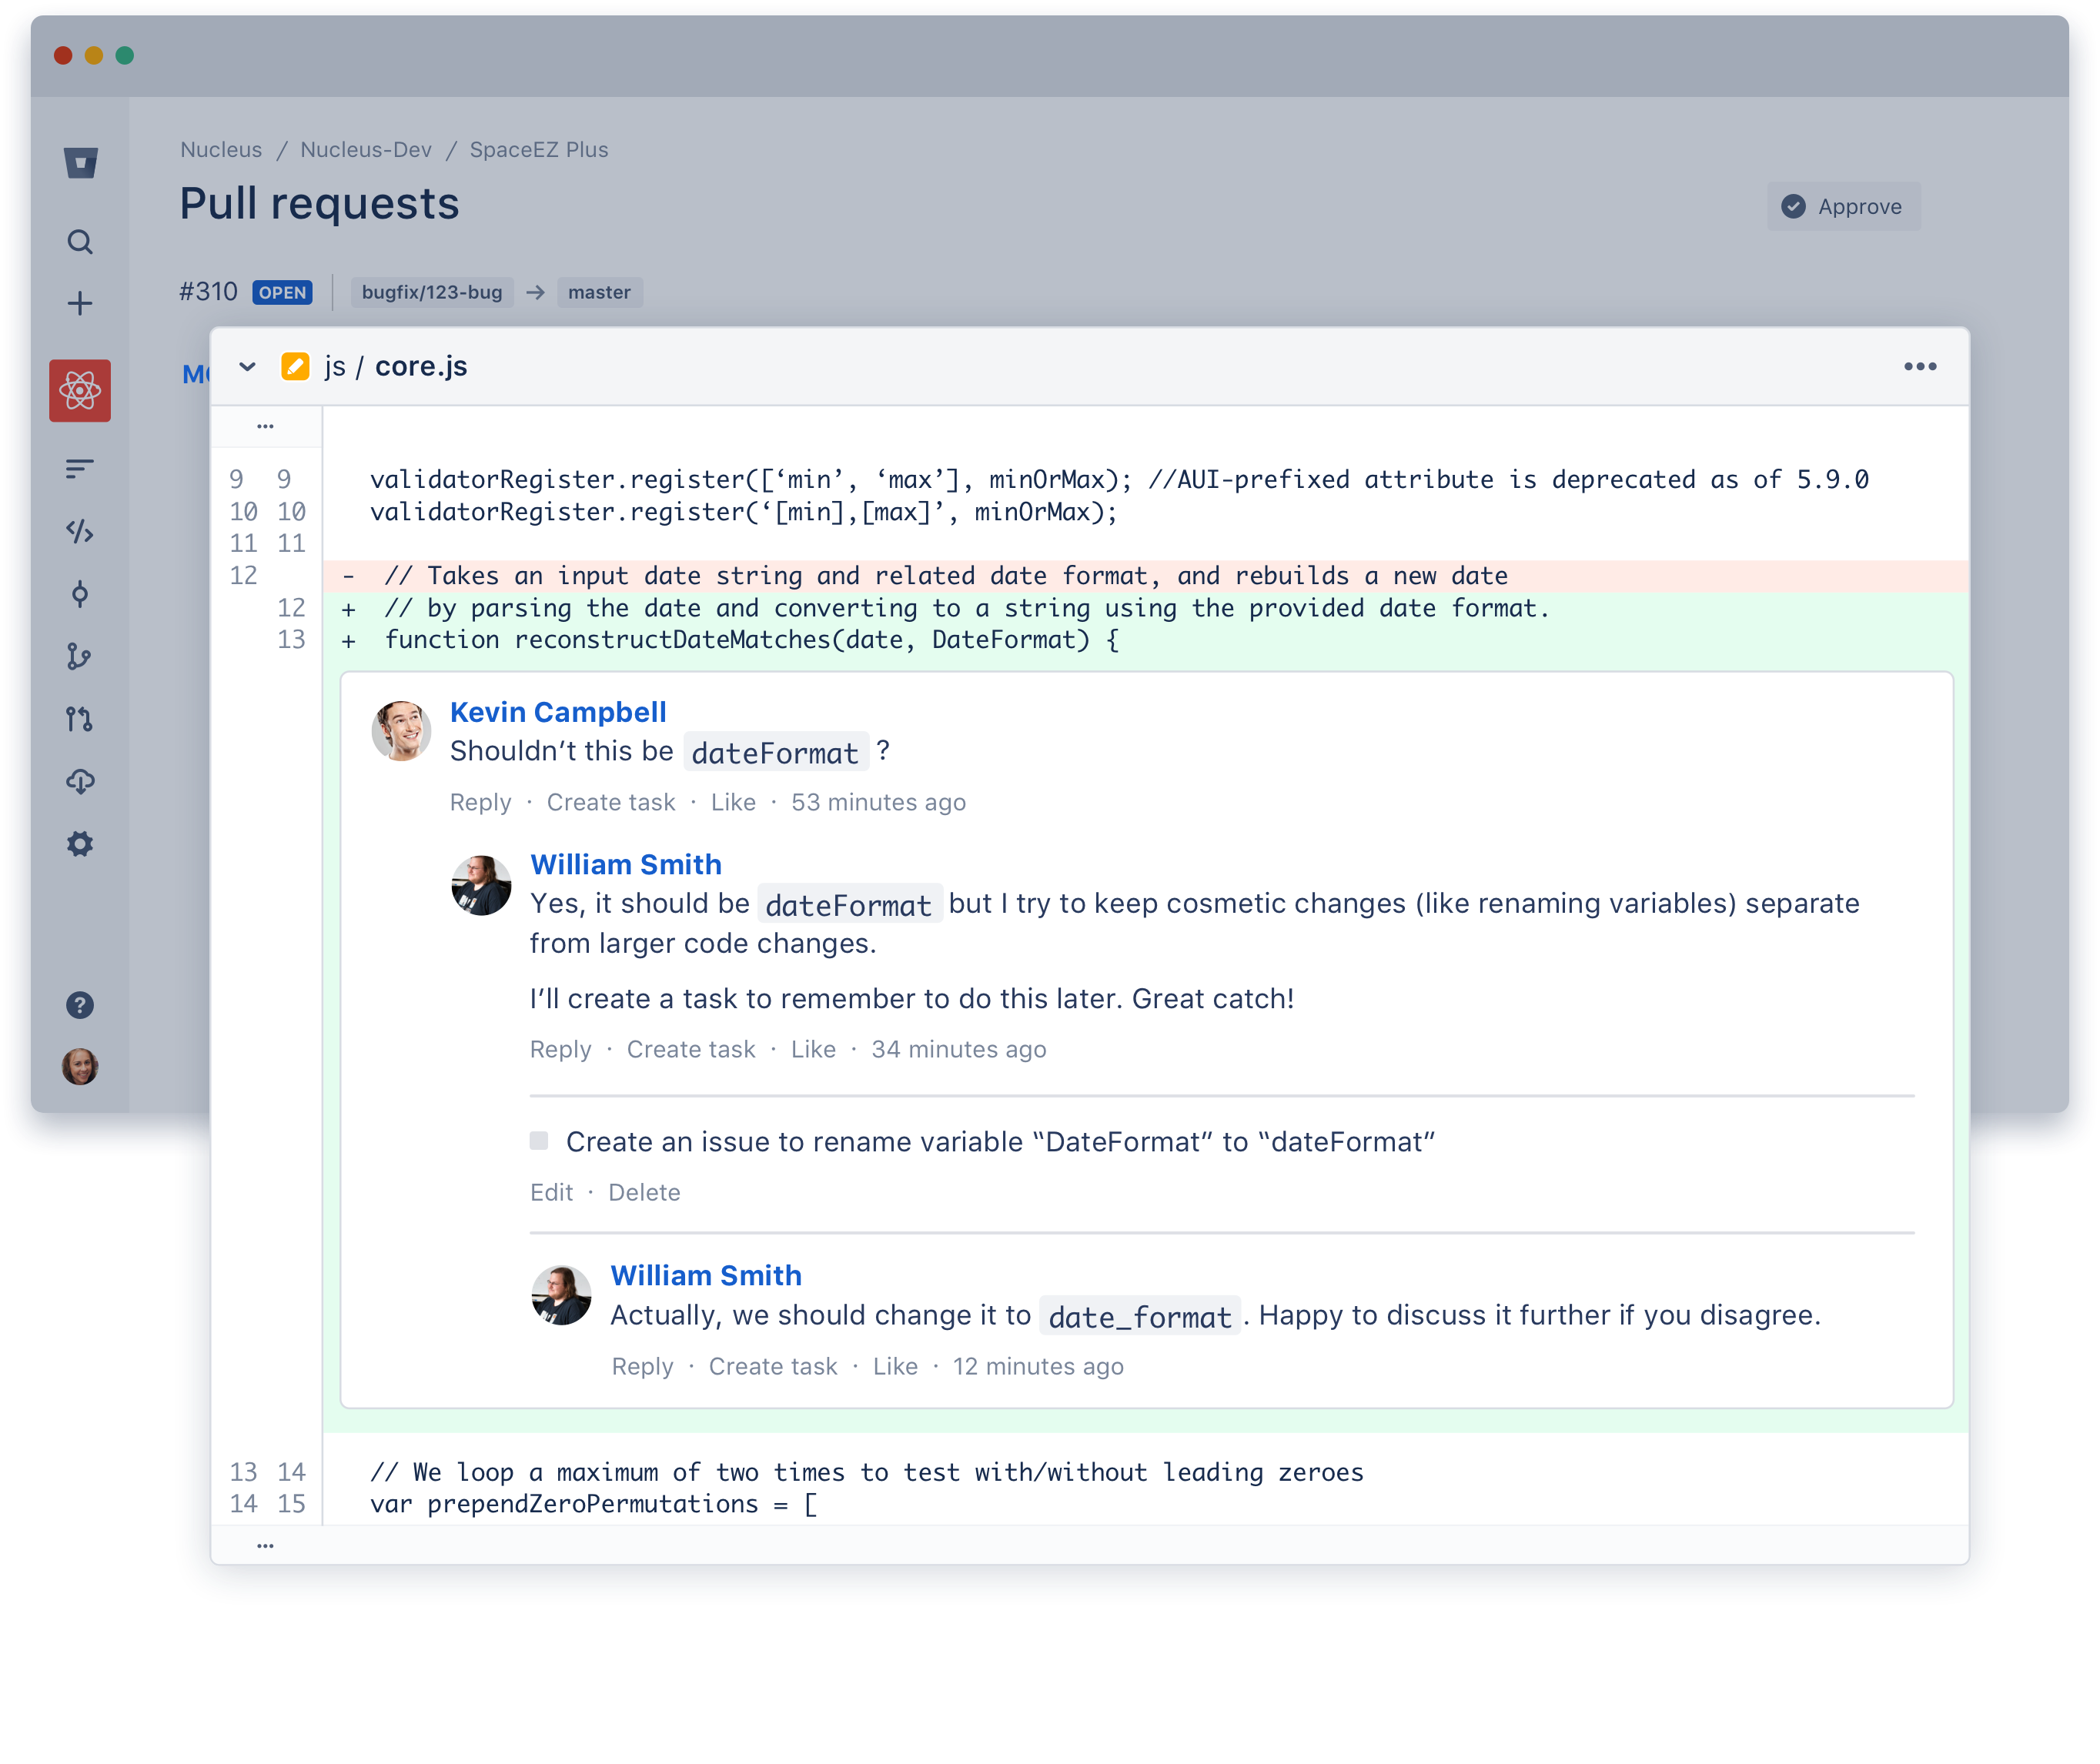 Nucleus / Nucleus-Dev / SpaceEZ Plus
Pull requests
Approve
#310 OPEN bugfix/123-bug → master
js / core.js
9 9 validatorRegister.register([‘min’, ‘max’], minOrMax); //AUI-prefixed attribute is deprecated as of 5.9.0
10 10 validatorRegister.register(‘[min],[max]’, minOrMax);
11 11
12 - // Takes an input date string and related date format, and rebuilds a new date
12 + // by parsing the date and converting to a string using the provided date format.
13 + function reconstructDateMatches(date, DateFormat) {
Kevin Campbell
Shouldn’t this be dateFormat ?
Reply · Create task · Like · 53 minutes ago
William Smith
Yes, it should be dateFormat but I try to keep cosmetic changes (like renaming variables) separate
from larger code changes.
I’ll create a task to remember to do this later. Great catch!
Reply · Create task · Like · 34 minutes ago
Create an issue to rename variable “DateFormat” to “dateFormat”
Edit · Delete
William Smith
Actually, we should change it to date_format. Happy to discuss it further if you disagree.
Reply · Create task · Like · 12 minutes ago
13 14 // We loop a maximum of two times to test with/without leading zeroes
14 15 var prependZeroPermutations = [